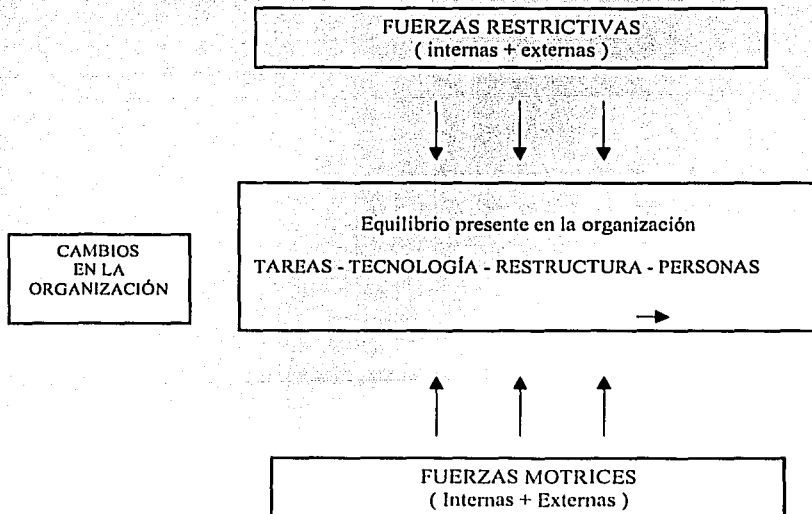 FUERZAS RESTRICTIVAS
( internas + externas )
Equilibrio presente en la organización
TAREAS - TECNOLOGÍA - RESTRUCTURA - PERSONAS
CAMBIOS
EN LA
ORGANIZACIÓN
FUERZAS MOTRICES
( Internas + Externas )